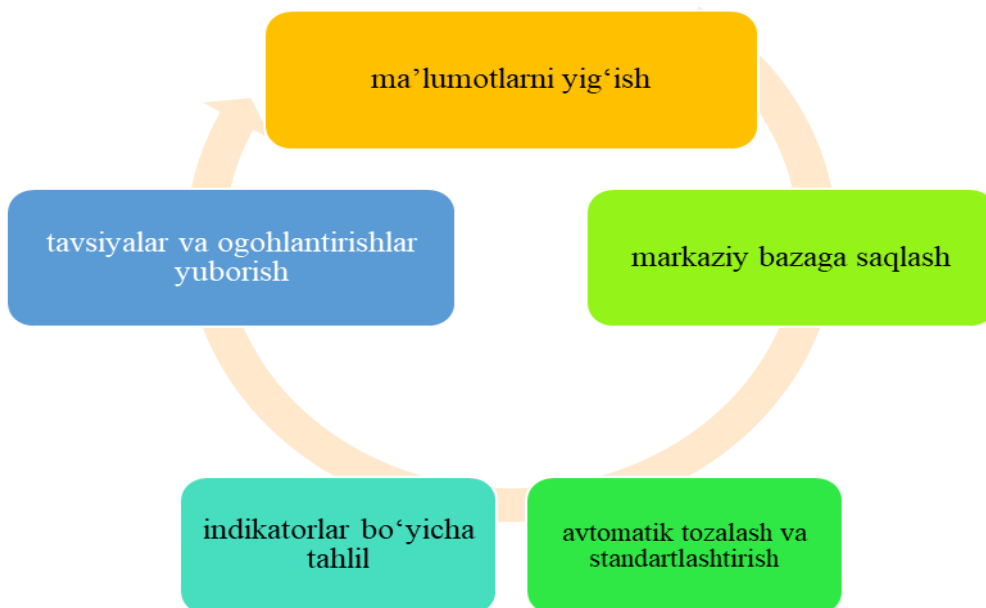 ma’lumotlarni yig‘ish
markaziy bazaga saqlash
avtomatik tozalash va
standartlashtirish
indikatorlar bo‘yicha
tahlil
tavsiyalar va ogohlantirishlar
yuborish